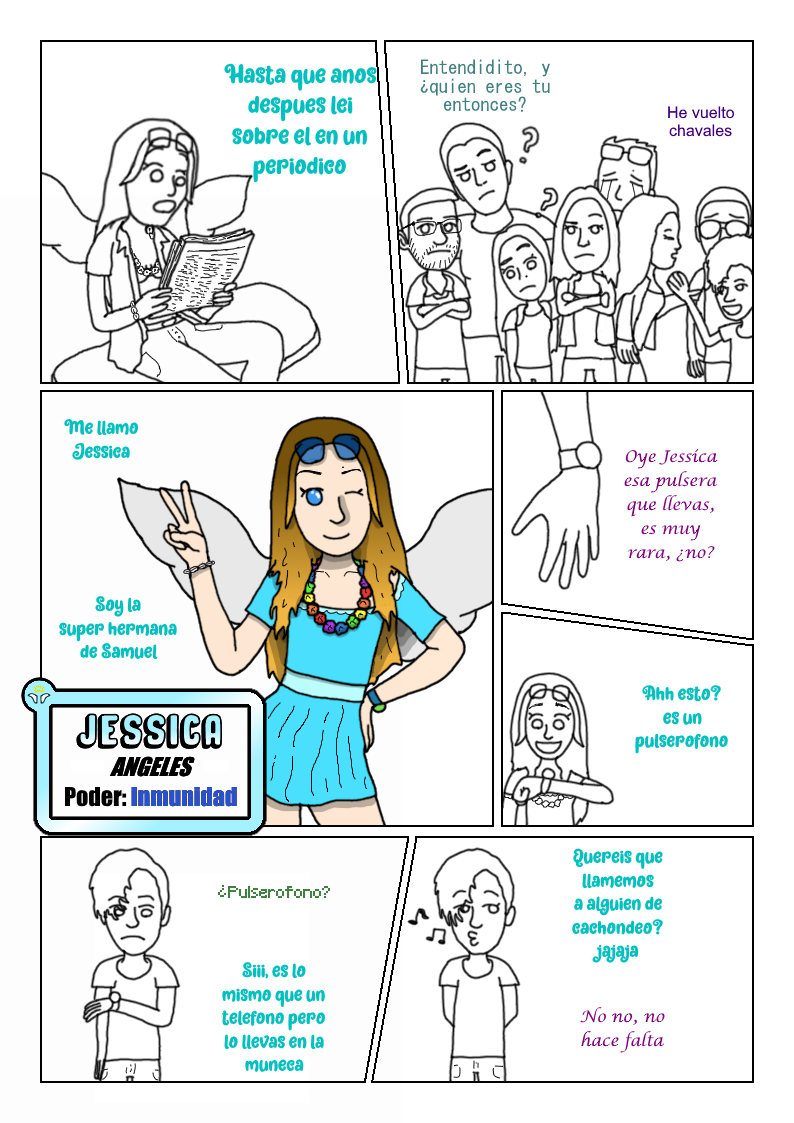 Hasta que anos
despues lei
sobre el en un
periodico
Entendidito, y
¿quien eres tu
entonces?
He vuelto
chavales
?
?
Me llamo
Jessica
Soy la
super hermana
de Samuel
JESSICA
ANGELES
Poder: Inmunidad
Oye Jessica
esa pulsera
que llevas,
es muy
rara, ¿no?
Ahh esto?
es un
pulserofono
¿Pulserofono?
Siii, es lo
mismo que un
telefono pero
lo llevas en la
muneca
Quereis que
llamemos
a alguien de
cachondeo?
jajaja
No no, no
hace falta